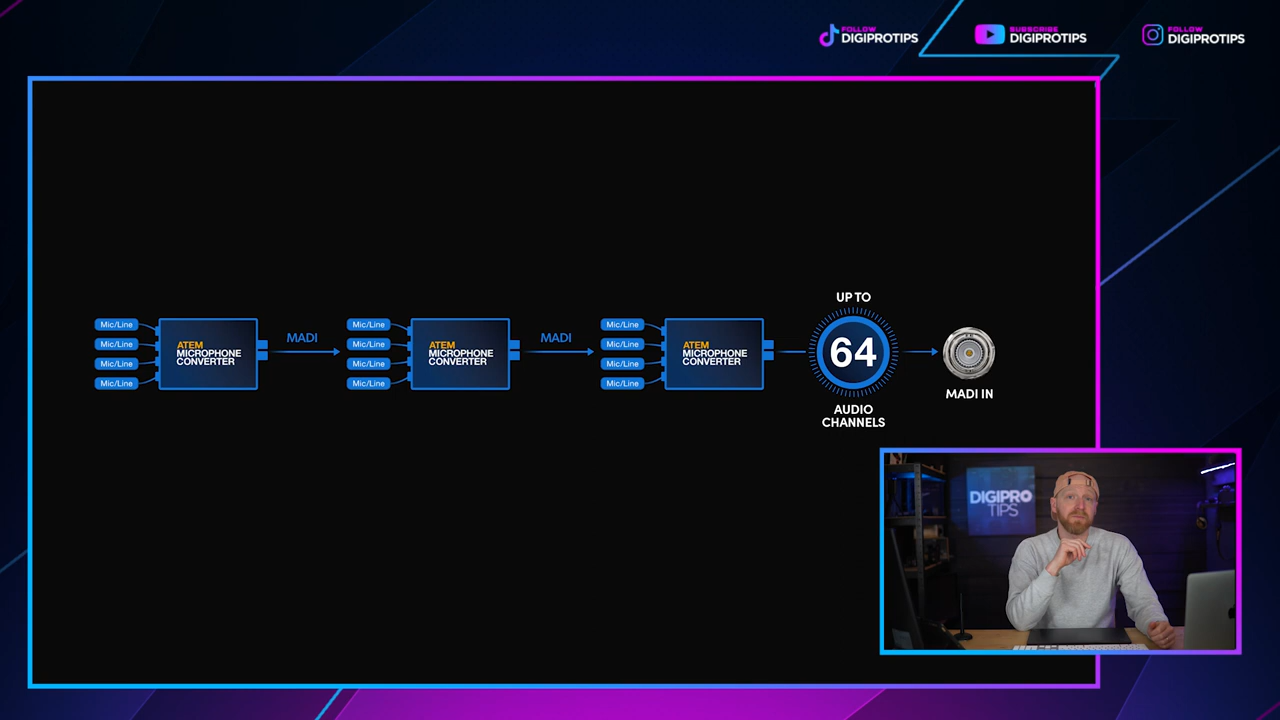 FOLLOW
DIGIPROTIPS
SUBSCRIBE
DIGIPROTIPS
FOLLOW
DIGIPROTIPS
Mic/Line
Mic/Line
Mic/Line
Mic/Line
ATEM
MICROPHONE
CONVERTER
MADI
Mic/Line
Mic/Line
Mic/Line
Mic/Line
ATEM
MICROPHONE
CONVERTER
MADI
Mic/Line
Mic/Line
Mic/Line
Mic/Line
ATEM
MICROPHONE
CONVERTER
UP TO
64
AUDIO
CHANNELS
MADI IN
DIGIPRO
TIPS